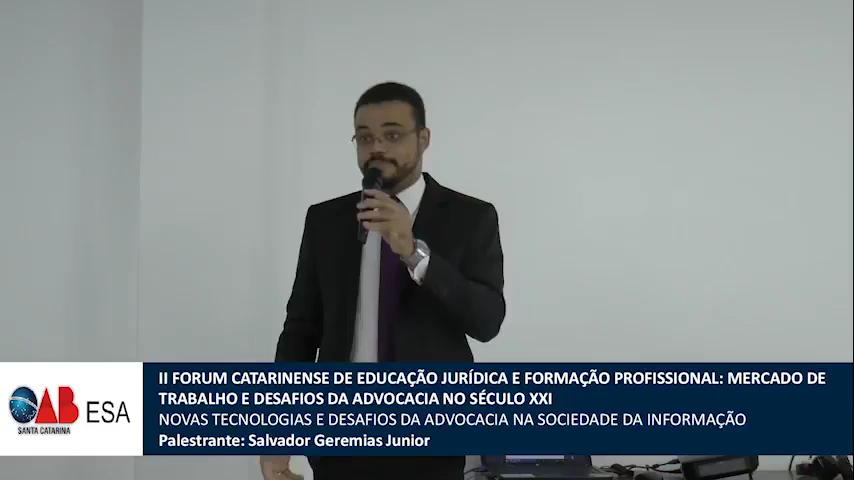 II FORUM CATARINENSE DE EDUCAÇÃO JURÍDICA E FORMAÇÃO PROFISSIONAL: MERCADO DE
TRABALHO E DESAFIOS DA ADVOCACIA NO SÉCULO XXI
NOVAS TECNOLOGIAS E DESAFIOS DA ADVOCACIA NA SOCIEDADE DA INFORMAÇÃO
Palestrante: Salvador Geremias Junior
OAB ESA
SANTA CATARINA